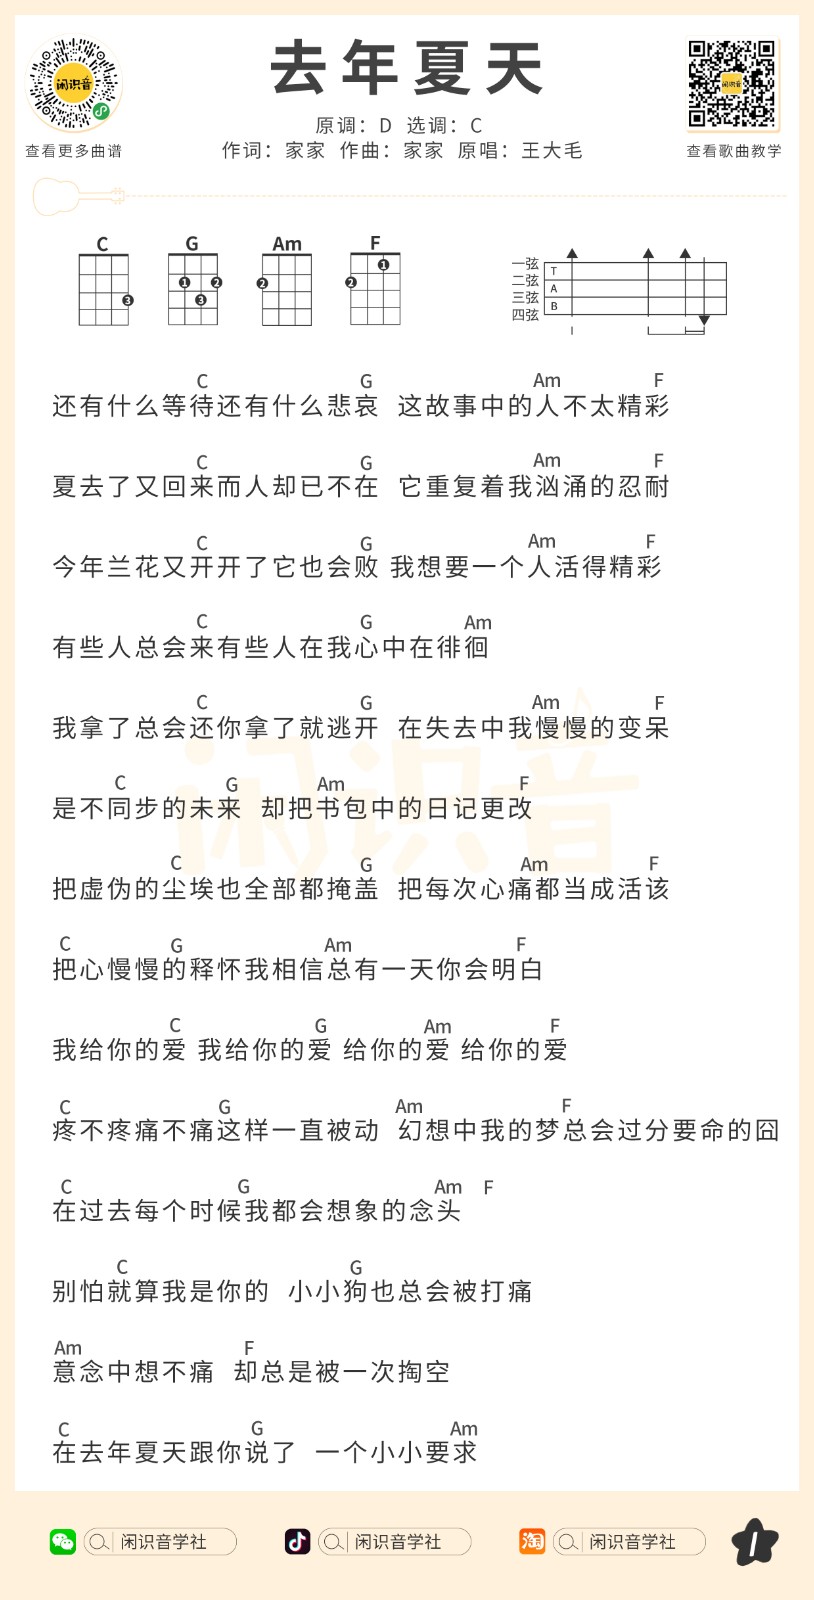 去年夏天
闲识音
闲识音
原调：D 选调：C
查看更多曲谱
作词：家家 作曲：家家 原唱：王大毛
查看歌曲教学
C G Am F
3
1 2 3
2
1 2
一弦
二弦
三弦
四弦
T
A
B
C G Am F
还有什么等待还有什么悲哀 这故事中的人不太精彩
C G Am F
夏去了又回来而人却已不在 它重复着我汹涌的忍耐
C G Am F
今年兰花又开开了它也会败 我想要一个人活得精彩
C G Am
有些人总会来有些人在我心中在徘徊
C G Am F
我拿了总会还你拿了就逃开 在失去中我慢慢的变呆
闲识音
C G Am F
是不同步的未来 却把书包中的日记更改
C G Am F
把虚伪的尘埃也全部都掩盖 把每次心痛都当成活该
C G Am F
把心慢慢的释怀我相信总有一天你会明白
C G Am F
我给你的爱 我给你的爱 给你的爱 给你的爱
C G Am F
疼不疼痛不痛这样一直被动 幻想中我的梦总会过分要命的囧
C G Am F
在过去每个时候我都会想象的念头
C G
别怕就算我是你的 小小狗也总会被打痛
Am F
意念中想不痛 却总是被一次掏空
C G Am
在去年夏天跟你说了 一个小小要求
闲识音学社
闲识音学社
淘 闲识音学社
1